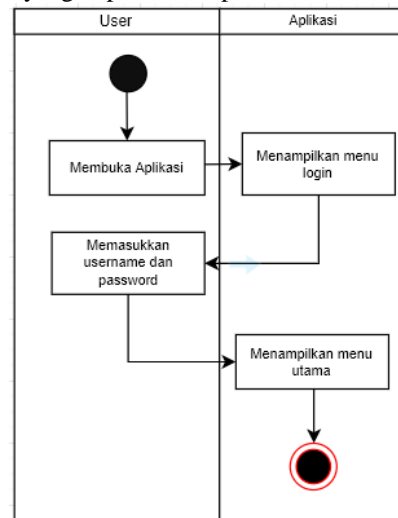 User
Aplikasi
Membuka Aplikasi
Menampilkan menu
login
Memasukkan
username dan
password
Menampilkan menu
utama